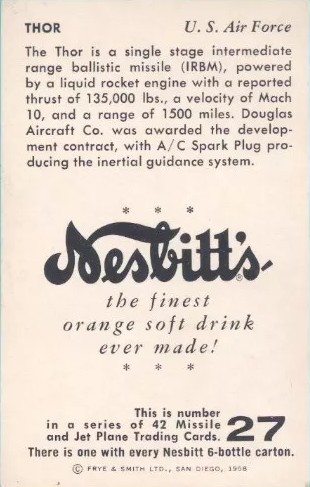 THOR U. S. Air Force
The Thor is a single stage intermediate
range ballistic missile (IRBM), powered
by a liquid rocket engine with a reported
thrust of 135,000 lbs., a velocity of Mach
10, and a range of 1500 miles. Douglas
Aircraft Co. was awarded the develop-
ment contract, with A/C Spark Plug pro-
ducing the inertial guidance system.
* * *
Nesbitt's®
the finest
orange soft drink
ever made!
* * *
This is number
in a series of 42 Missile
and Jet Plane Trading Cards. 27
There is one with every Nesbitt 6-bottle carton.
© FRYE & SMITH LTD., SAN DIEGO, 1958